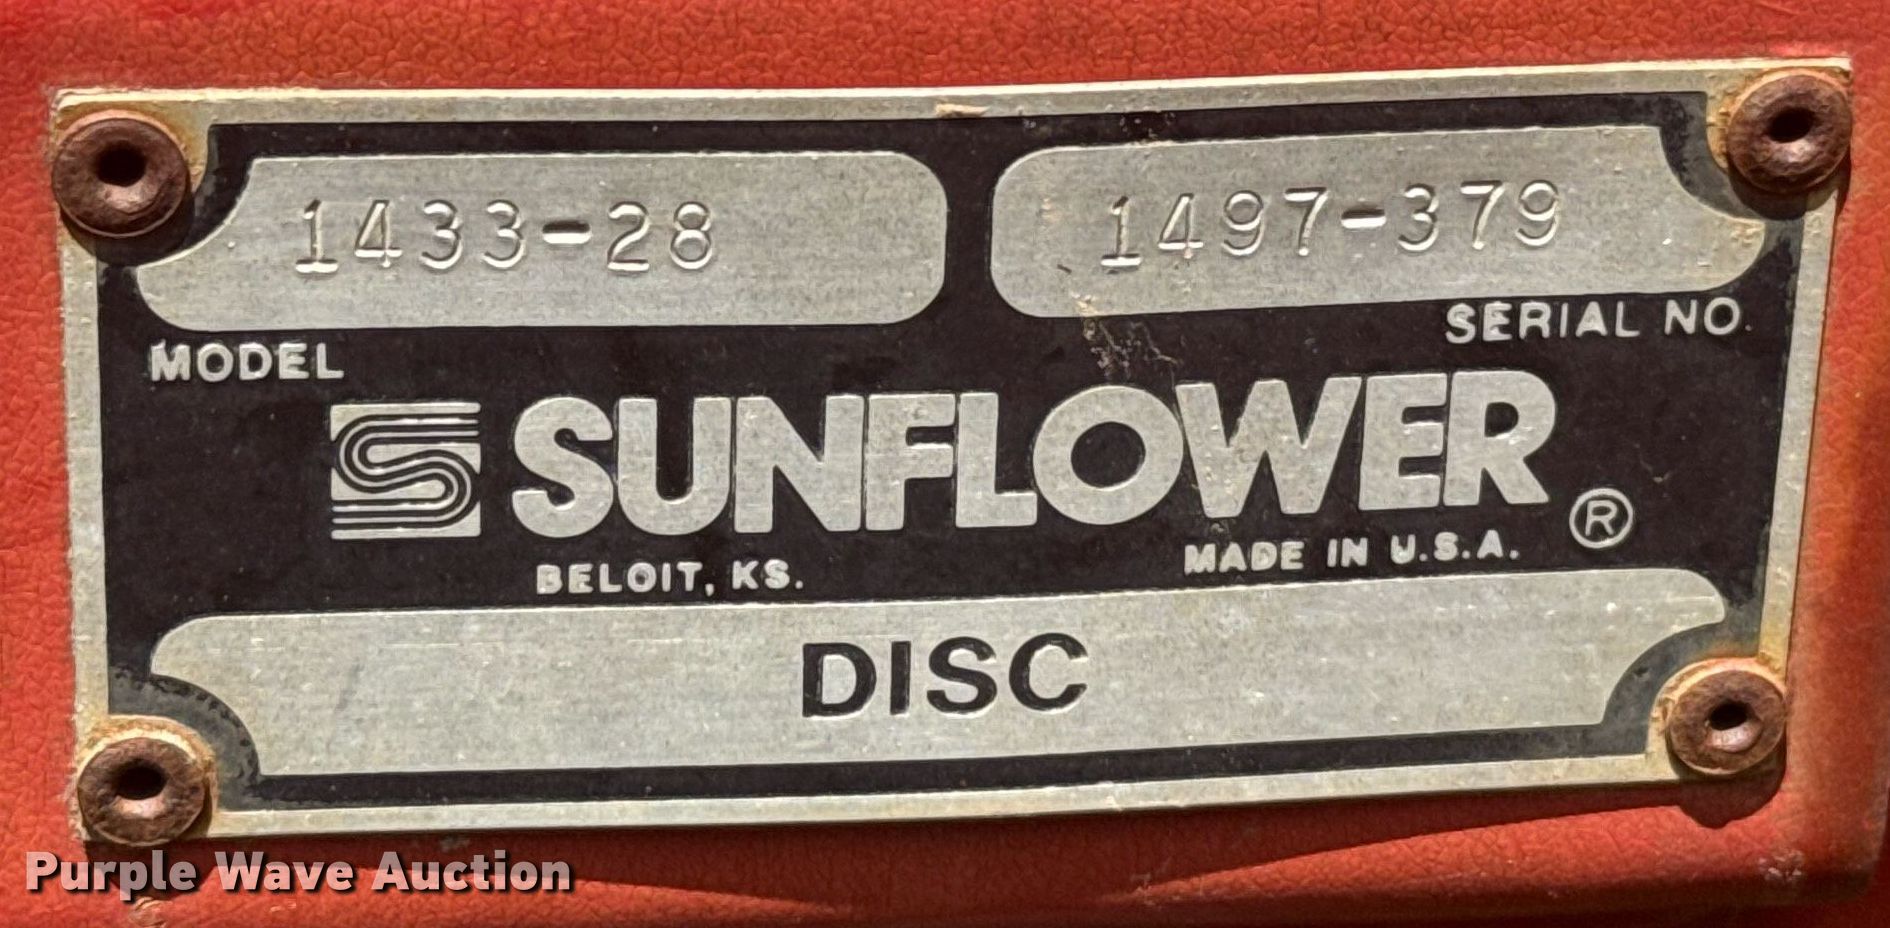 1433-28 1497-379
MODEL SERIAL NO.
SUNFLOWER ®
BELOIT, KS. MADE IN U.S.A.
DISC
Purple Wave Auction